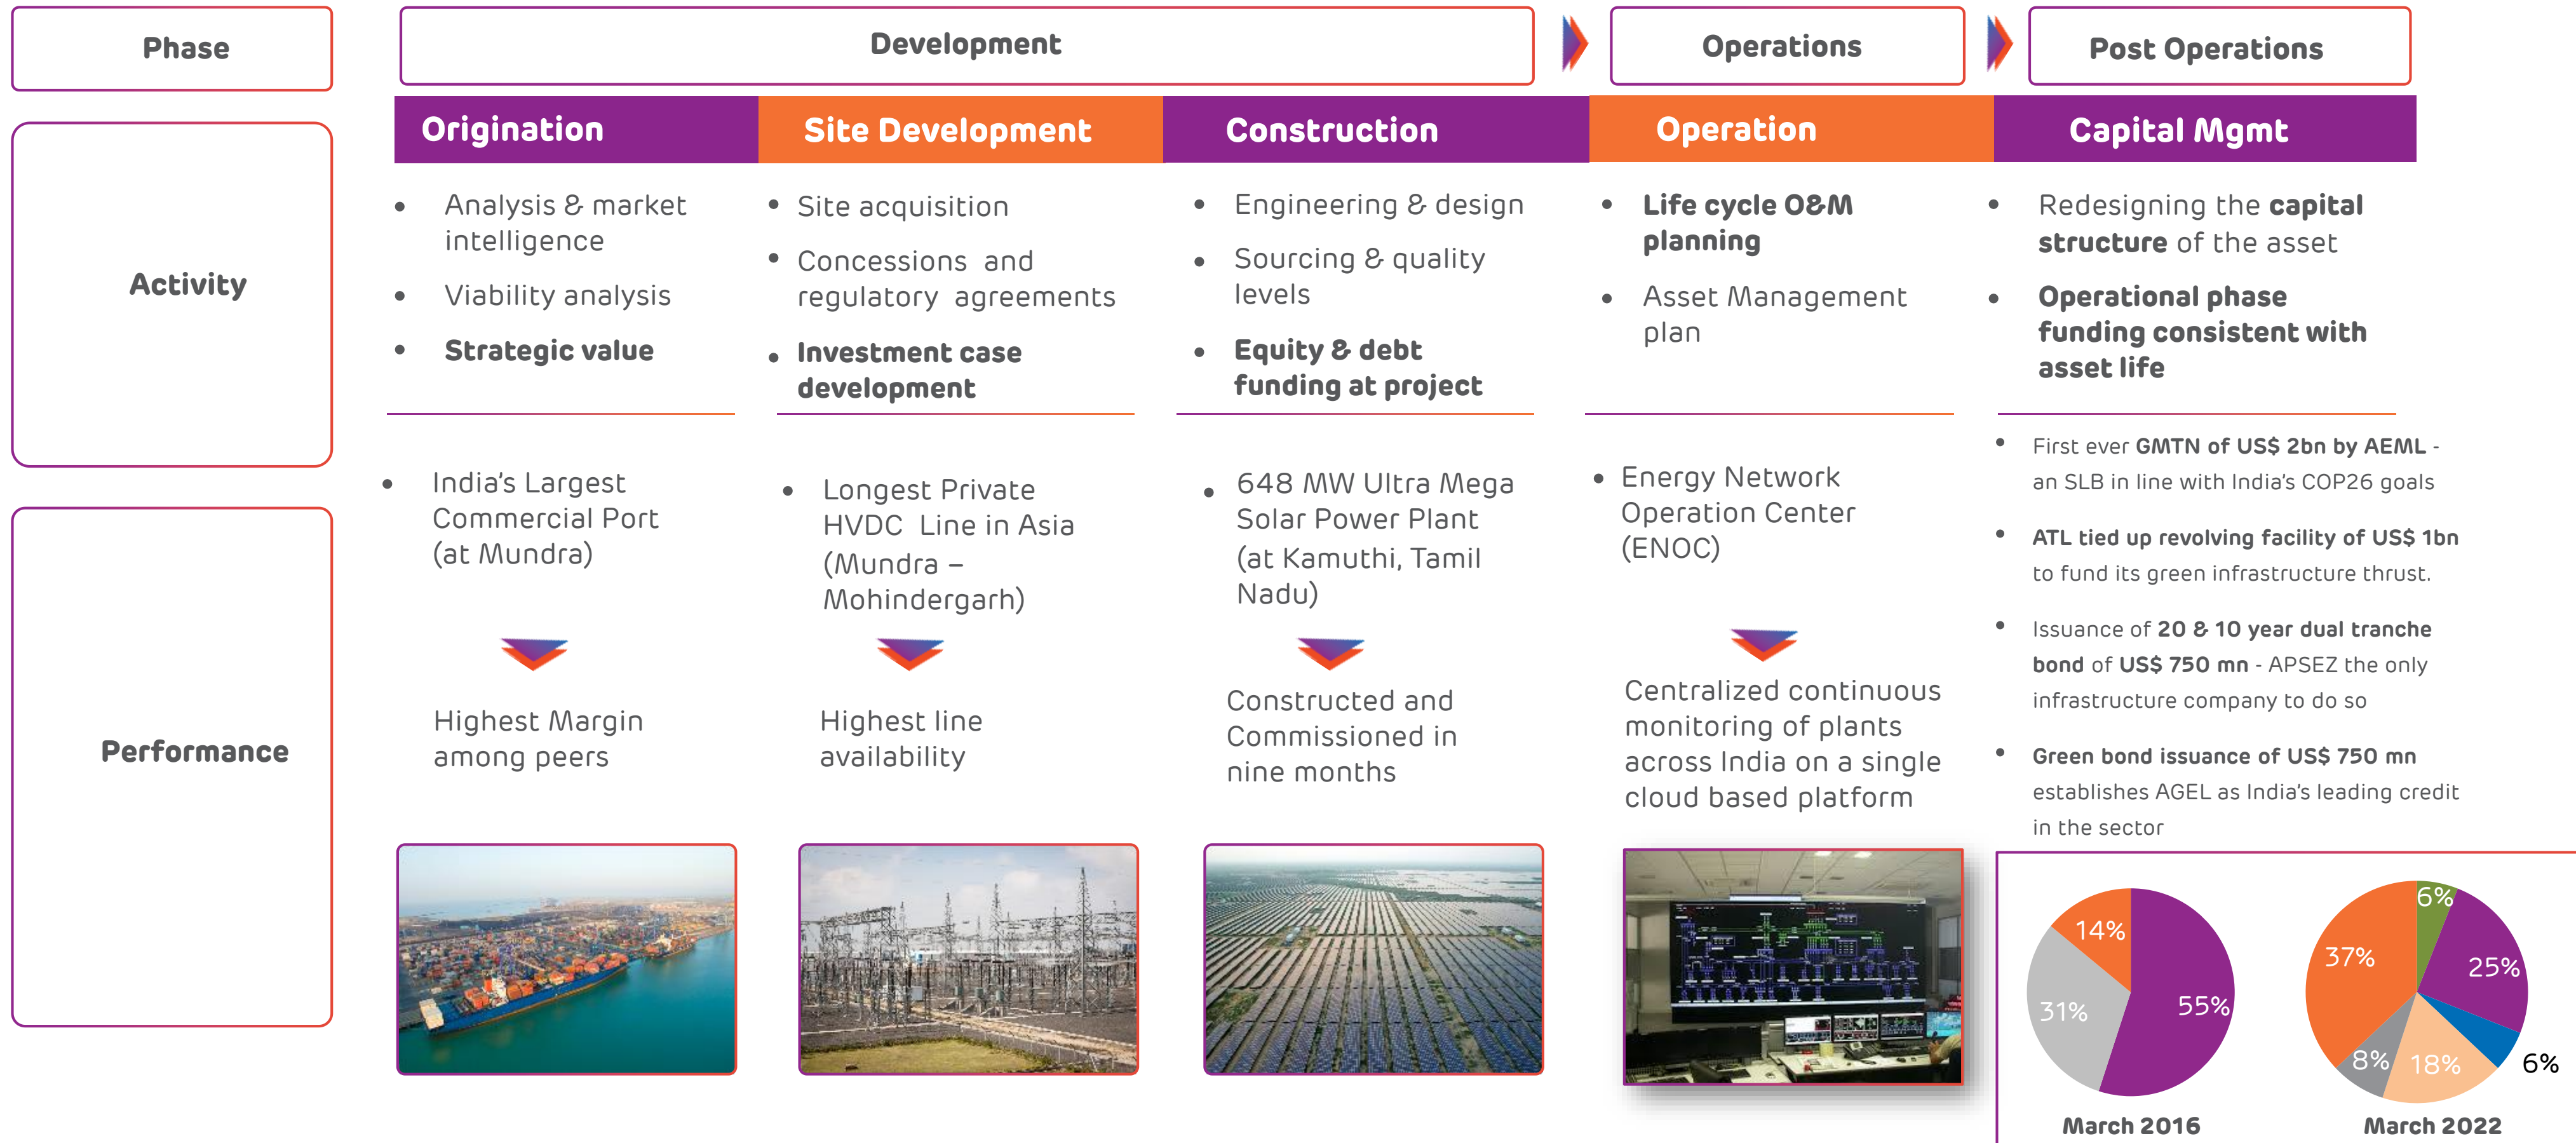 Phase
Development
Operations
Post Operations
Activity
Origination
Site Development
Construction
Operation
Capital Mgmt
• Analysis & market
intelligence
• Viability analysis
• Strategic value
• Site acquisition
• Concessions and
regulatory agreements
• Investment case
development
• Engineering & design
• Sourcing & quality
levels
• Equity & debt
funding at project
• Life cycle O&M
planning
• Asset Management
plan
• Redesigning the capital
structure of the asset
• Operational phase
funding consistent with
asset life
Performance
• India's Largest
Commercial Port
(at Mundra)
Highest Margin
among peers
• Longest Private
HVDC Line in Asia
(Mundra –
Mohindergarh)
Highest line
availability
• 648 MW Ultra Mega
Solar Power Plant
(at Kamuthi, Tamil
Nadu)
Constructed and
Commissioned in
nine months
• Energy Network
Operation Center
(ENOC)
Centralized continuous
monitoring of plants
across India on a single
cloud based platform
• First ever GMTN of US$ 2bn by AEML -
an SLB in line with India's COP26 goals
• ATL tied up revolving facility of US$ 1bn
to fund its green infrastructure thrust.
• Issuance of 20 & 10 year dual tranche
bond of US$ 750 mn - APSEZ the only
infrastructure company to do so
• Green bond issuance of US$ 750 mn
establishes AGEL as India's leading credit
in the sector
14%
31%
55%
March 2016
6%
37%
25%
8%
18%
6%
March 2022